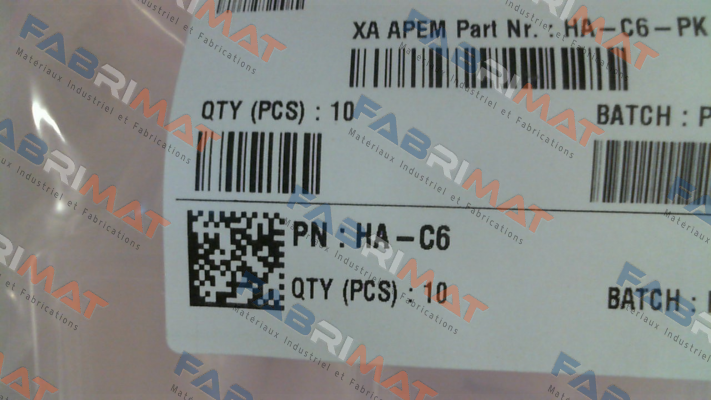 XA APEM Part Nr. : HA-C6-PK
QTY (PCS) : 10
BATCH : P
PN : HA-C6
QTY (PCS) : 10
BATCH :
FABRIMAT
Matériaux Industriel et Fabrications